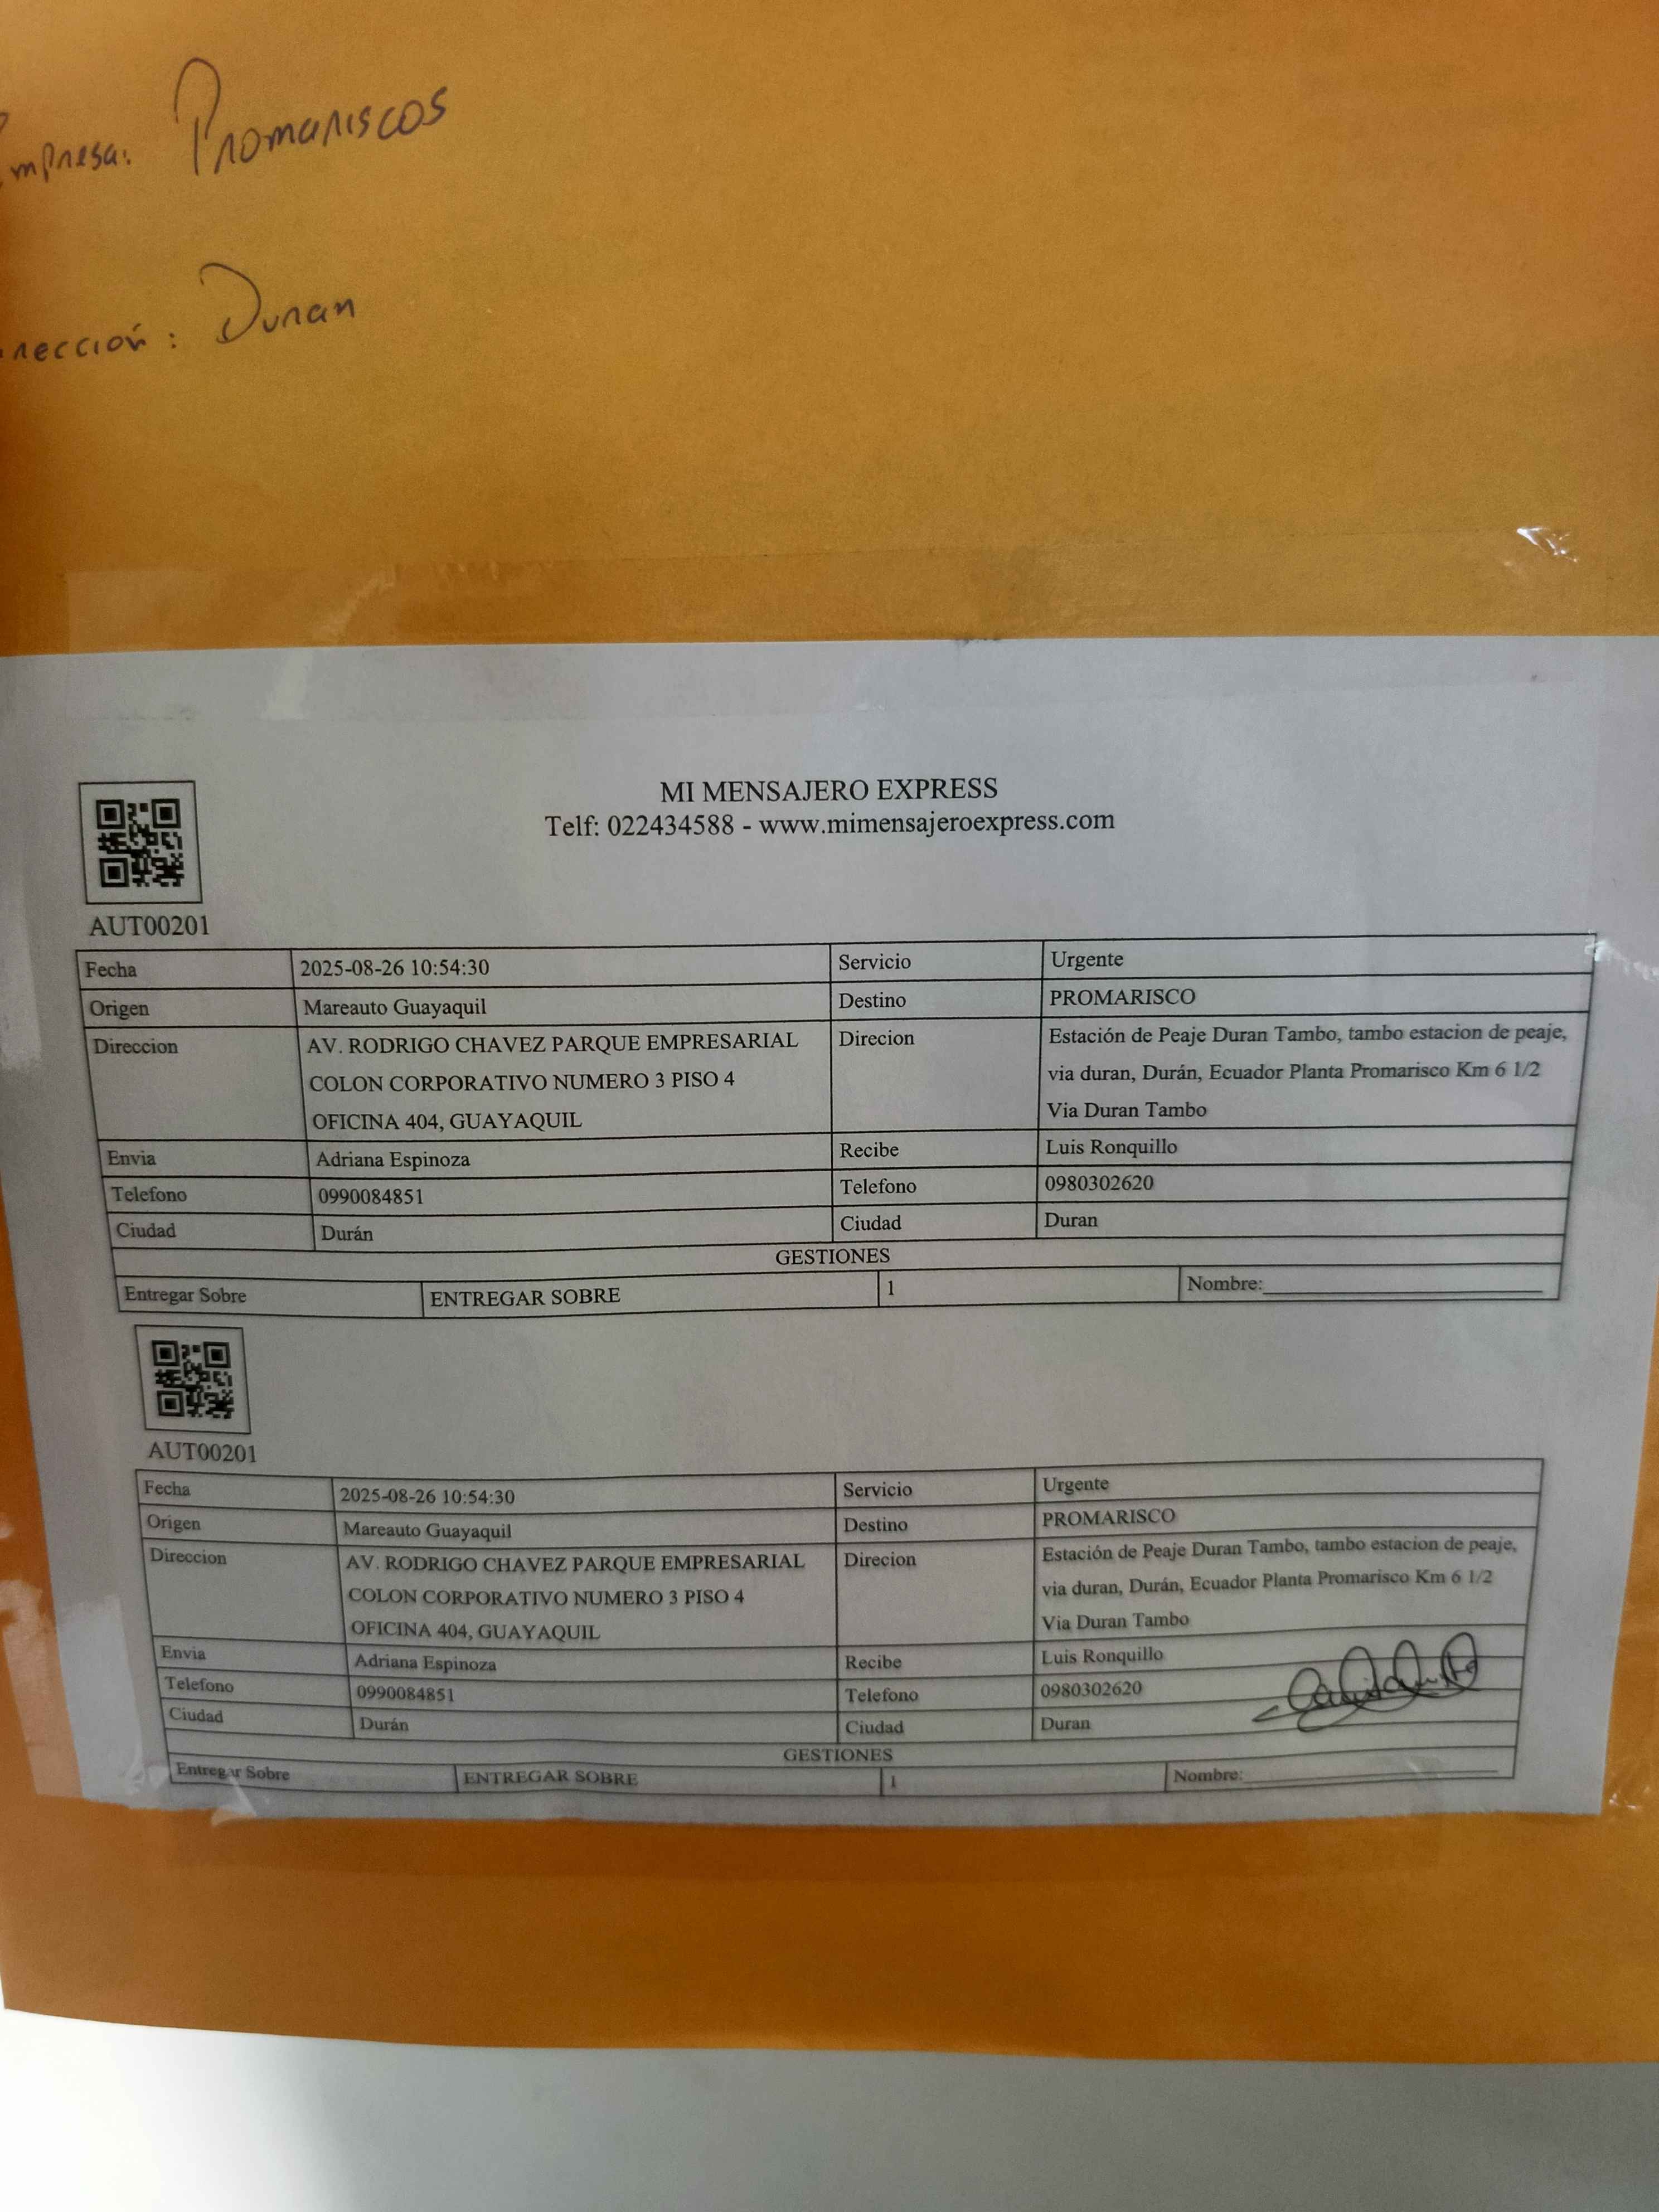 mpresa: Promariscos
rección: Duran
MI MENSAJERO EXPRESS
Telf: 022434588 - www.mimensajeroexpress.com
AUT00201
Fecha 2025-08-26 10:54:30 Servicio Urgente
Origen Mareauto Guayaquil Destino PROMARISCO
Direccion AV. RODRIGO CHAVEZ PARQUE EMPRESARIAL Direcion Estación de Peaje Duran Tambo, tambo estacion de peaje,
COLON CORPORATIVO NUMERO 3 PISO 4 via duran, Durán, Ecuador Planta Promarisco Km 6 1/2
OFICINA 404, GUAYAQUIL Via Duran Tambo
Envia Adriana Espinoza Recibe Luis Ronquillo
Telefono 0990084851 Telefono 0980302620
Ciudad Durán Ciudad Duran
GESTIONES
Entregar Sobre ENTREGAR SOBRE 1 Nombre:
AUT00201
Fecha 2025-08-26 10:54:30 Servicio Urgente
Origen Mareauto Guayaquil Destino PROMARISCO
Direccion AV. RODRIGO CHAVEZ PARQUE EMPRESARIAL Direcion Estación de Peaje Duran Tambo, tambo estacion de peaje,
COLON CORPORATIVO NUMERO 3 PISO 4 via duran, Durán, Ecuador Planta Promarisco Km 6 1/2
OFICINA 404, GUAYAQUIL Via Duran Tambo
Envia Adriana Espinoza Recibe Luis Ronquillo
Telefono 0990084851 Telefono 0980302620
Ciudad Durán Ciudad Duran
GESTIONES
Entregar Sobre ENTREGAR SOBRE 1 Nombre: